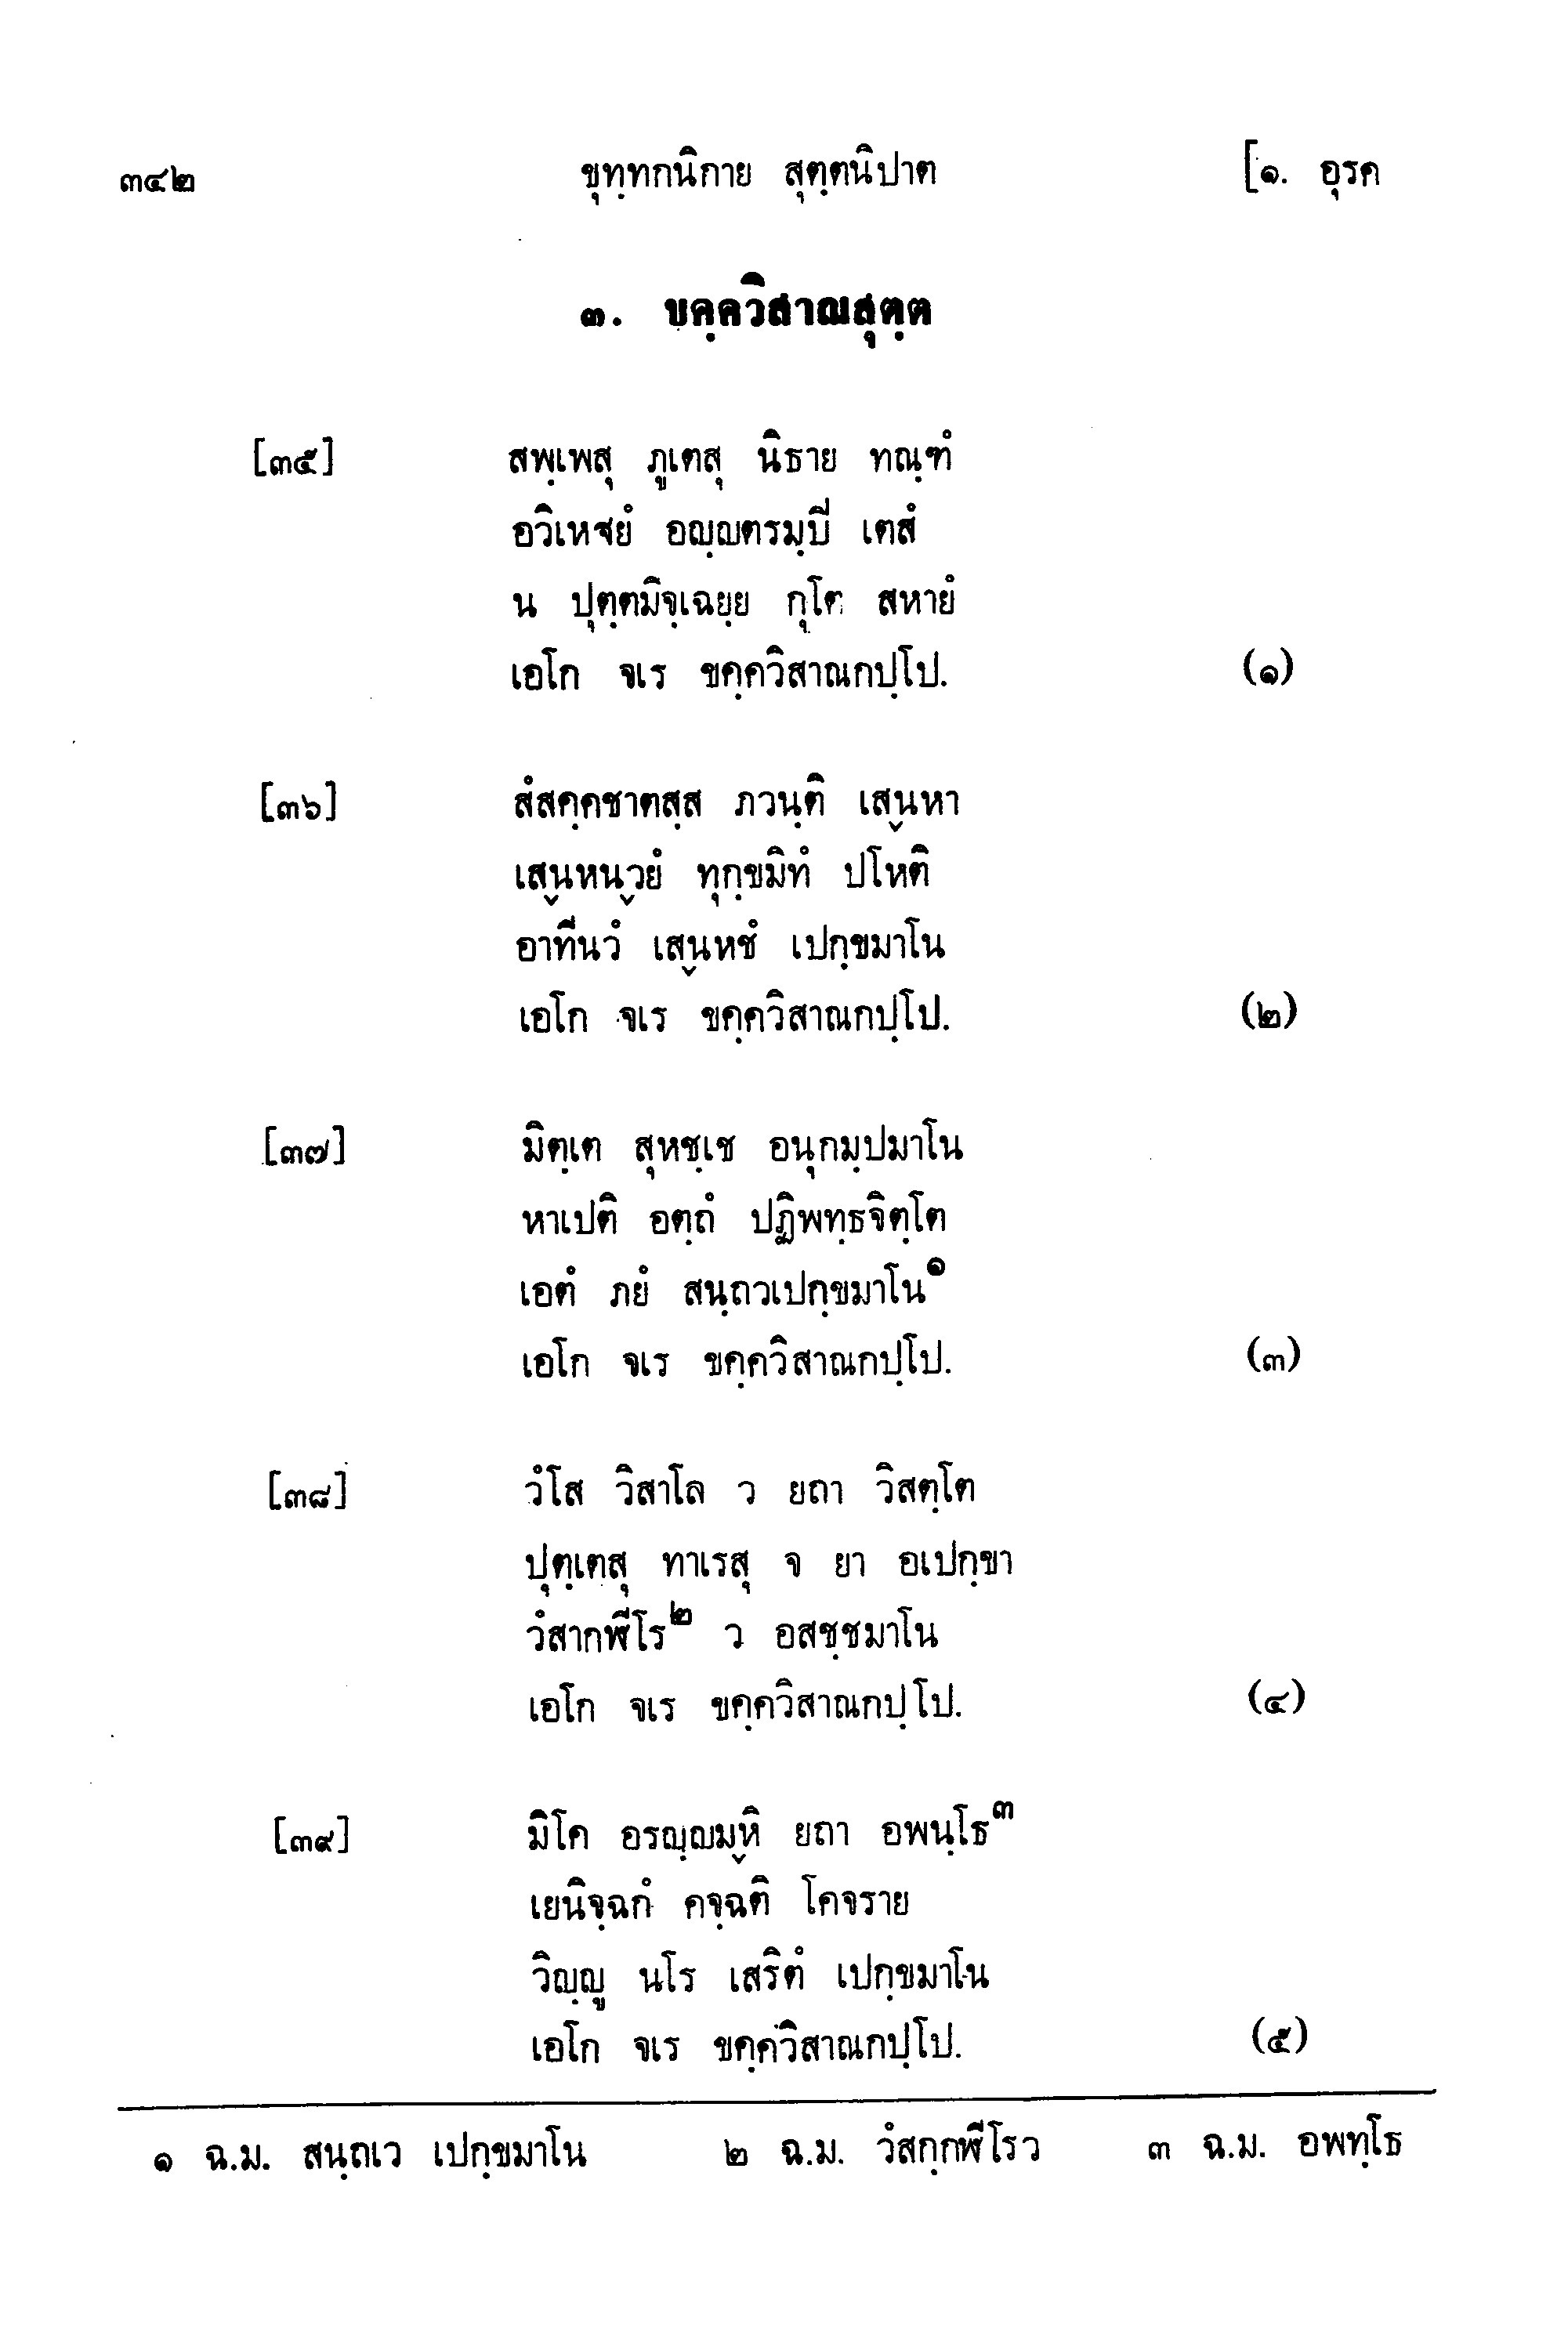 ๓๔๒ ขุทฺทกนิกาย สุตฺตนิปาต [๑. อุรค
๓. ขคฺควิสาณสุตฺต
[๓๕] สพฺเพสุ ภูเตสุ นิธาย ทณฺฑํ
อวิเหฐยํ อญฺญตรมฺปี เตสํ
น ปุตฺตมิจฺเฉยฺย กุโต สหายํ
เอโก จเร ขคฺควิสาณกปฺโป. (๑)
[๓๖] สํสคฺคชาตสฺส ภวนฺติ เสน๎หา
เสน๎หน๎วยํ ทุกฺขมิทํ ปโหติ
อาทีนวํ เสน๎หชํ เปกฺขมาโน
เอโก จเร ขคฺควิสาณกปฺโป. (๒)
[๓๗] มิตฺเต สุหชฺเช อนุกมฺปมาโน
หาเปติ อตฺถํ ปฏิพทฺธจิตฺโต
เอตํ ภยํ สนฺถวเปกฺขมาโน๑
เอโก จเร ขคฺควิสาณกปฺโป. (๓)
[๓๘] วํโส วิสาโล ว ยถา วิสตฺโต
ปุตฺเตสุ ทาเรสุ จ ยา อเปกฺขา
วํสากฬีโร๒ ว อสชฺชมาโน
เอโก จเร ขคฺควิสาณกปฺโป. (๔)
[๓๙] มิโค อรญฺญม๎หิ ยถา อพนฺโธ๓
เยนิจฺฉกํ คจฺฉติ โคจราย
วิญฺญู นโร เสริตํ เปกฺขมาโน
เอโก จเร ขคฺควิสาณกปฺโป. (๕)
๑ ฉ.ม. สนฺถเว เปกฺขมาโน ๒ ฉ.ม. วํสกฺกฬีโรว ๓ ฉ.ม. อพทฺโธ